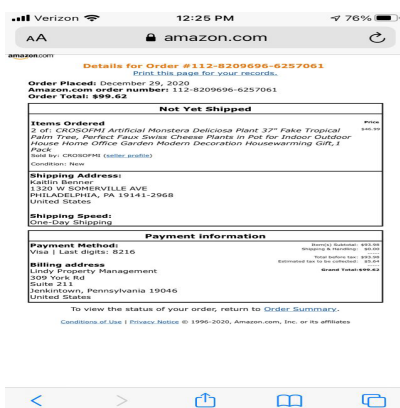 Verizon 12:25 PM 76%
AA amazon.com
amazon.com
Details for Order #112-8209696-6257061
Print this page for your records.
Order Placed: December 29, 2020
Amazon.com order number: 112-8209696-6257061
Order Total: $99.62
Not Yet Shipped
Items Ordered Price
2 of: CROSOFMI Artificial Monstera Deliciosa Plant 37" Fake Tropical $46.99
Palm Tree, Perfect Faux Swiss Cheese Plants in Pot for Indoor Outdoor
House Home Office Garden Modern Decoration Housewarming Gift,1
Pack
Sold by: CROSOFMI (seller profile)
Condition: New
Shipping Address:
Kaitlin Benner
1320 W SOMERVILLE AVE
PHILADELPHIA, PA 19141-2968
United States
Shipping Speed:
One-Day Shipping
Payment information
Payment Method:
Visa | Last digits: 8216
Billing address
Lindy Property Management
309 York Rd
Suite 211
Jenkintown, Pennsylvania 19046
United States
Item(s) Subtotal: $93.98
Shipping & Handling: $0.00
-----
Total before tax: $93.98
Estimated tax to be collected: $5.64
-----
Grand Total: $99.62
To view the status of your order, return to Order Summary.
Conditions of Use | Privacy Notice © 1996-2020, Amazon.com, Inc. or its affiliates